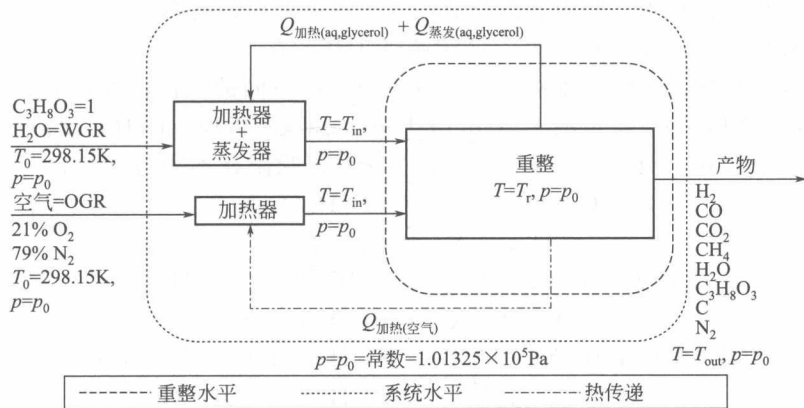 Q加热(aq,glycerol) + Q蒸发(aq,glycerol)
C3H8O3=1
H2O=WGR
T0=298.15K,
p=p0
空气=OGR
21% O2
79% N2
T0=298.15K,
p=p0
加热器
+
蒸发器
T=Tin,
p=p0
加热器
T=Tin,
p=p0
重整
T=Tr, p=p0
产物
H2
CO
CO2
CH4
H2O
C3H8O3
C
N2
T=Tout, p=p0
Q加热(空气)
p=p0=常数=1.01325×10⁵Pa
重整水平
系统水平
热传递